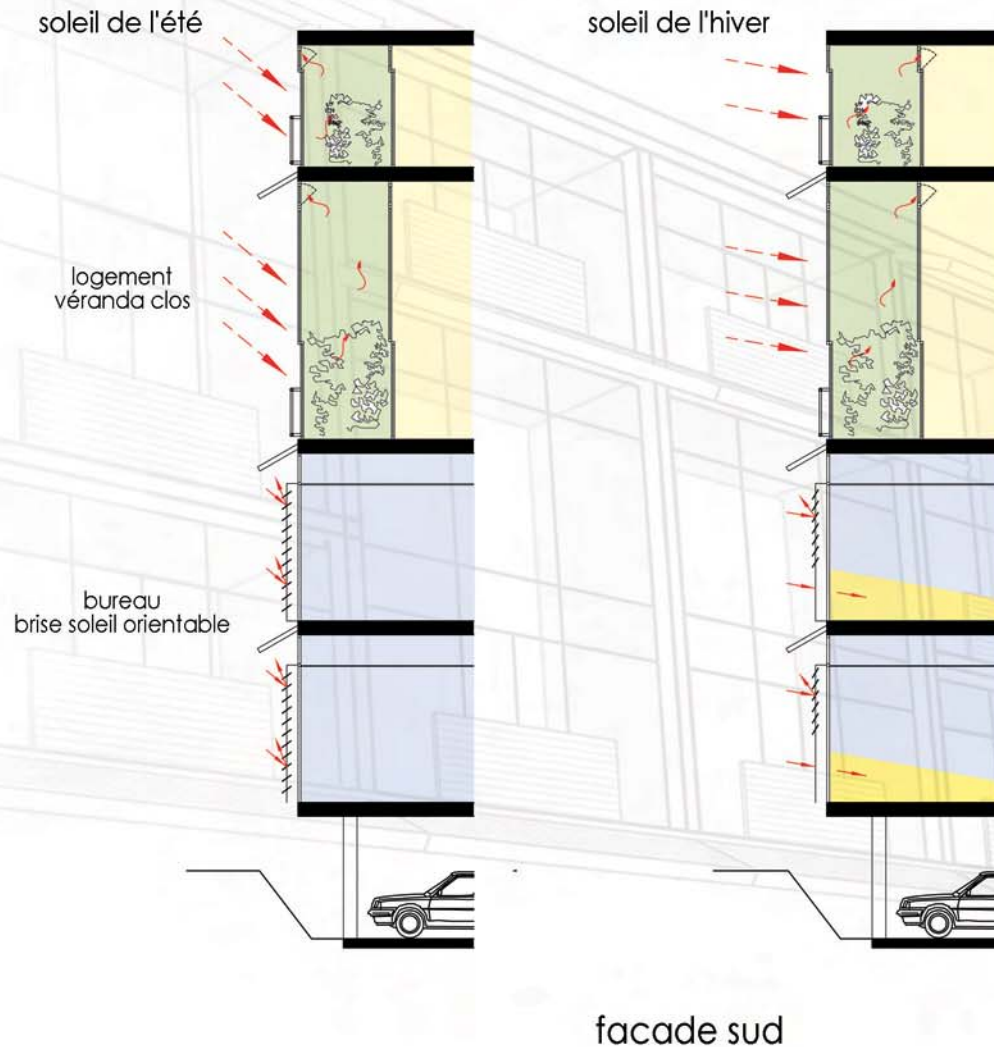 soleil de l'été
soleil de l'hiver
logement
véranda clos
bureau
brise soleil orientable
facade sud